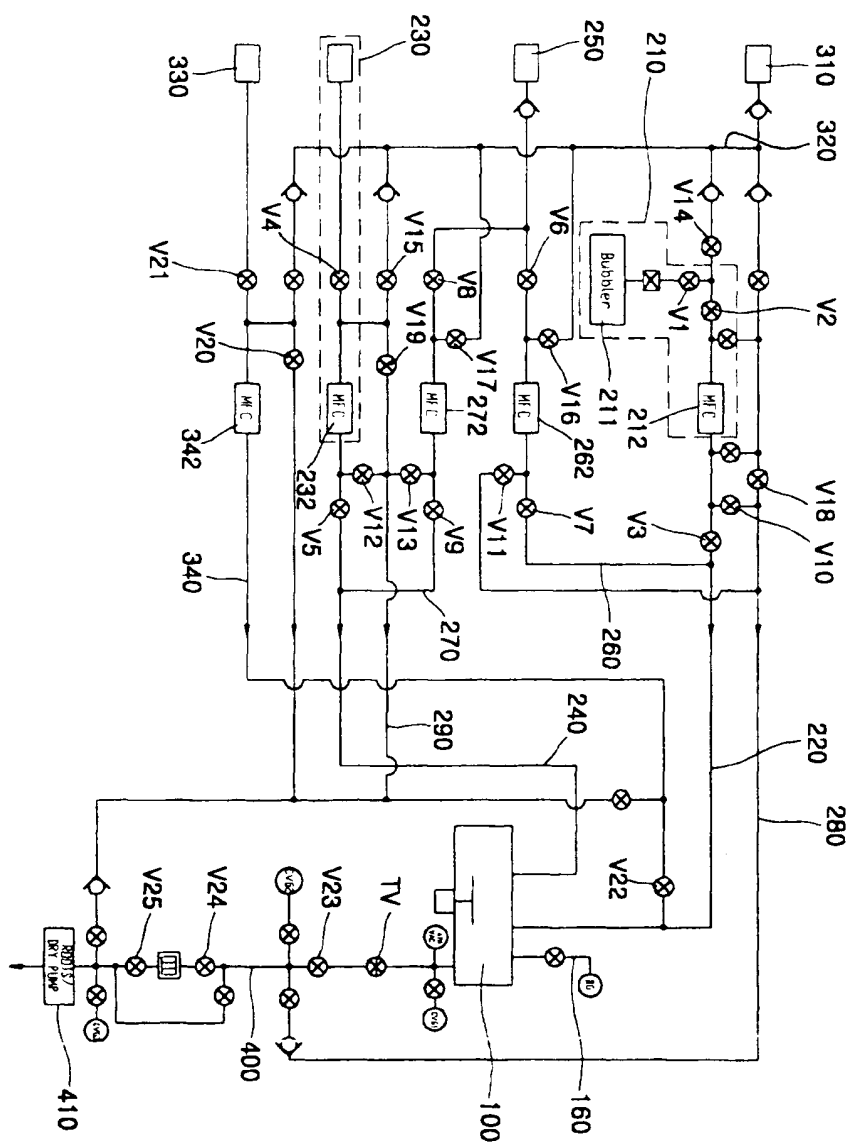 310
320
V2
V18
V10
280
220
V14
V3
210
V1
MFC
212
Bubbler
211
260
V22
250
V6
V16
MFC
262
V7
V11
160
V8
V17
MFC
272
V9
270
240
100
V15
V19
V13
290
230
V4
MFC
232
V12
V5
TV
V23
V20
400
330
V21
MFC
342
340
V24
V25
ROOTS/
DRY PUMP
410